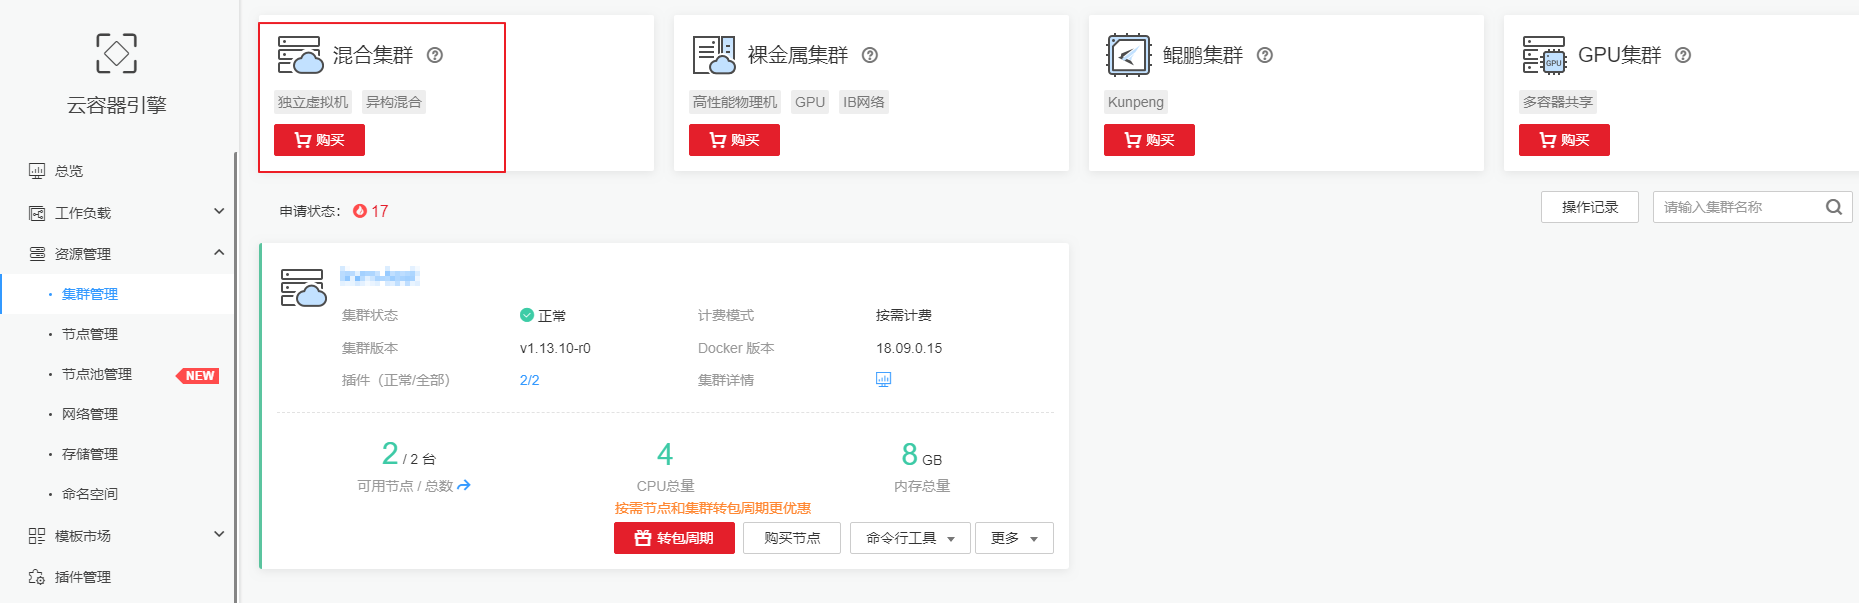 云容器引擎
总览
工作负载
资源管理
集群管理
节点管理
节点池管理 NEW
网络管理
存储管理
命名空间
模板市场
插件管理
混合集群
独立虚拟机 异构混合
购买
裸金属集群
高性能物理机 GPU IB网络
购买
鲲鹏集群
Kunpeng
购买
GPU集群
GPU
多容器共享
购买
申请状态： 17
操作记录 请输入集群名称
集群状态 正常 计费模式 按需计费
集群版本 v1.13.10-r0 Docker 版本 18.09.0.15
插件（正常/全部） 2/2 集群详情
2 / 2 台 4 8 GB
可用节点 / 总数 CPU总量 内存总量
按需节点和集群转包周期更优惠
转包周期 购买节点 命令行工具 更多